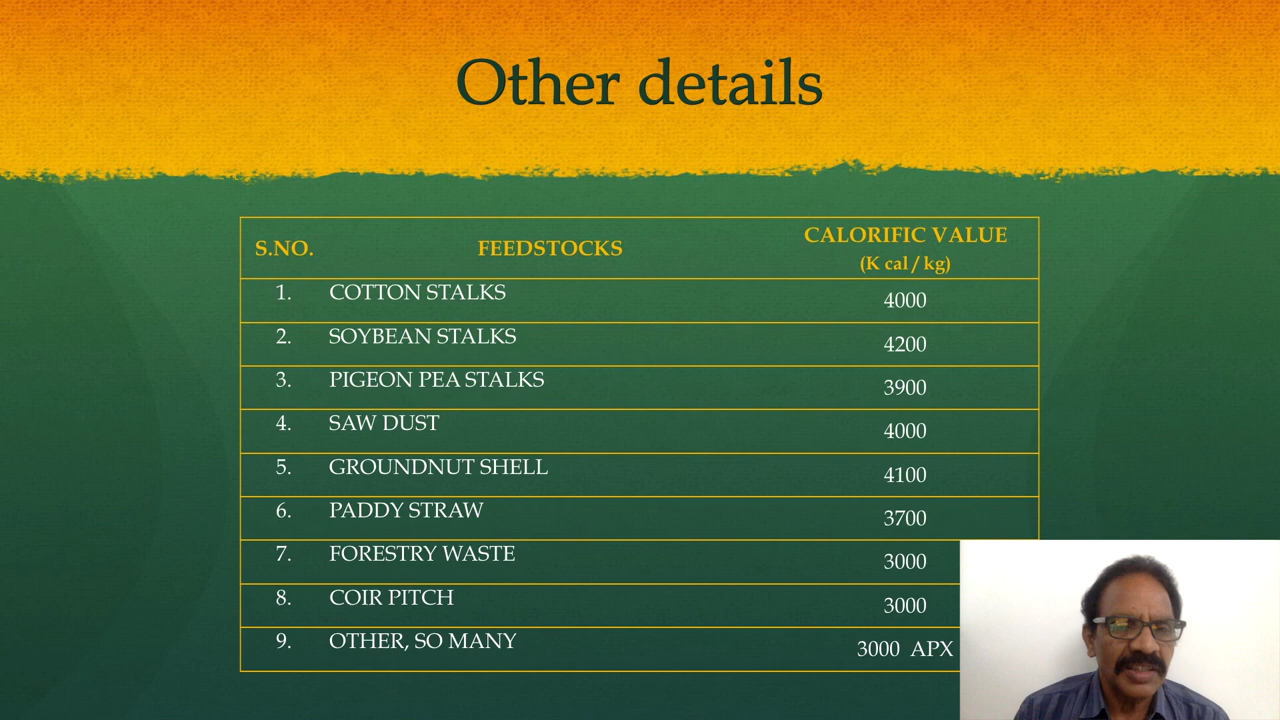 Other details
S.NO. FEEDSTOCKS CALORIFIC VALUE
(K cal / kg)
1. COTTON STALKS 4000
2. SOYBEAN STALKS 4200
3. PIGEON PEA STALKS 3900
4. SAW DUST 4000
5. GROUNDNUT SHELL 4100
6. PADDY STRAW 3700
7. FORESTRY WASTE 3000
8. COIR PITCH 3000
9. OTHER, SO MANY 3000 APX